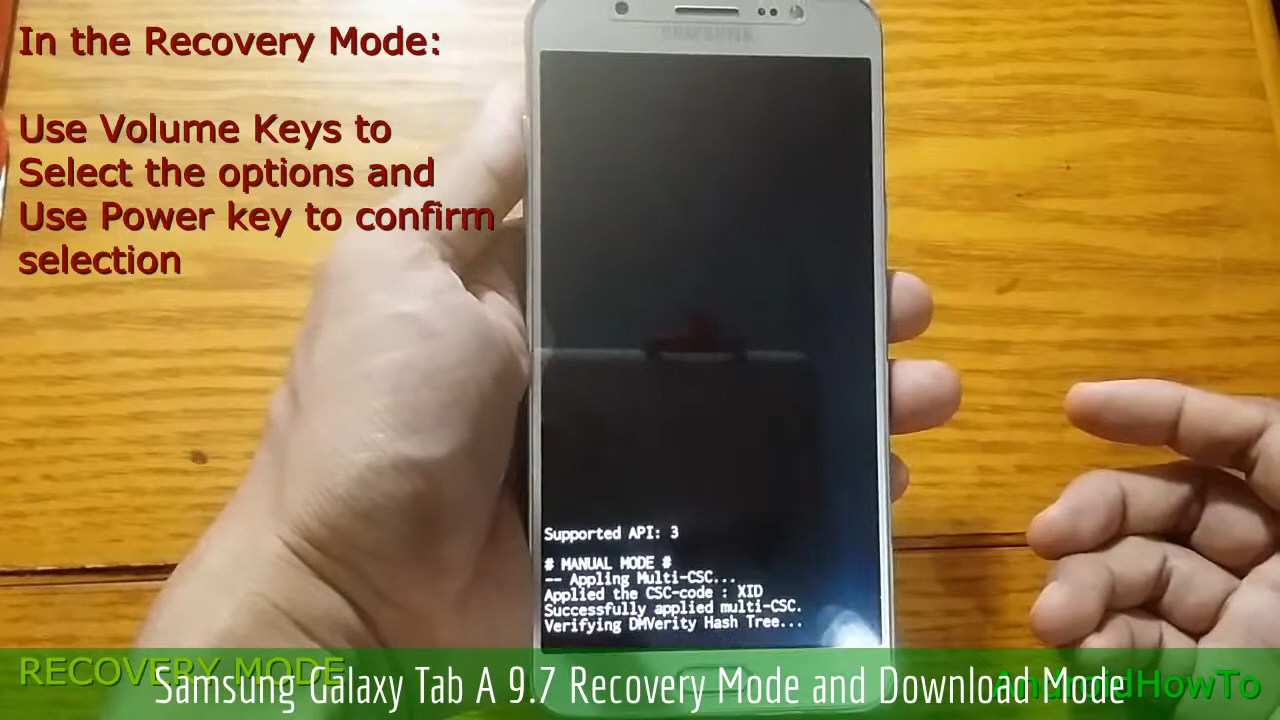 In the Recovery Mode:
Use Volume Keys to
Select the options and
Use Power key to confirm
selection
SAMSUNG
Supported API: 3
# MANUAL MODE #
-- Appling Multi-CSC...
Applied the CSC-code : XID
Successfully applied multi-CSC.
Verifying DMVerity Hash Tree...
RECOVERY MODE
Samsung Galaxy Tab A 9.7 Recovery Mode and Download Mode
AndroidHowTo